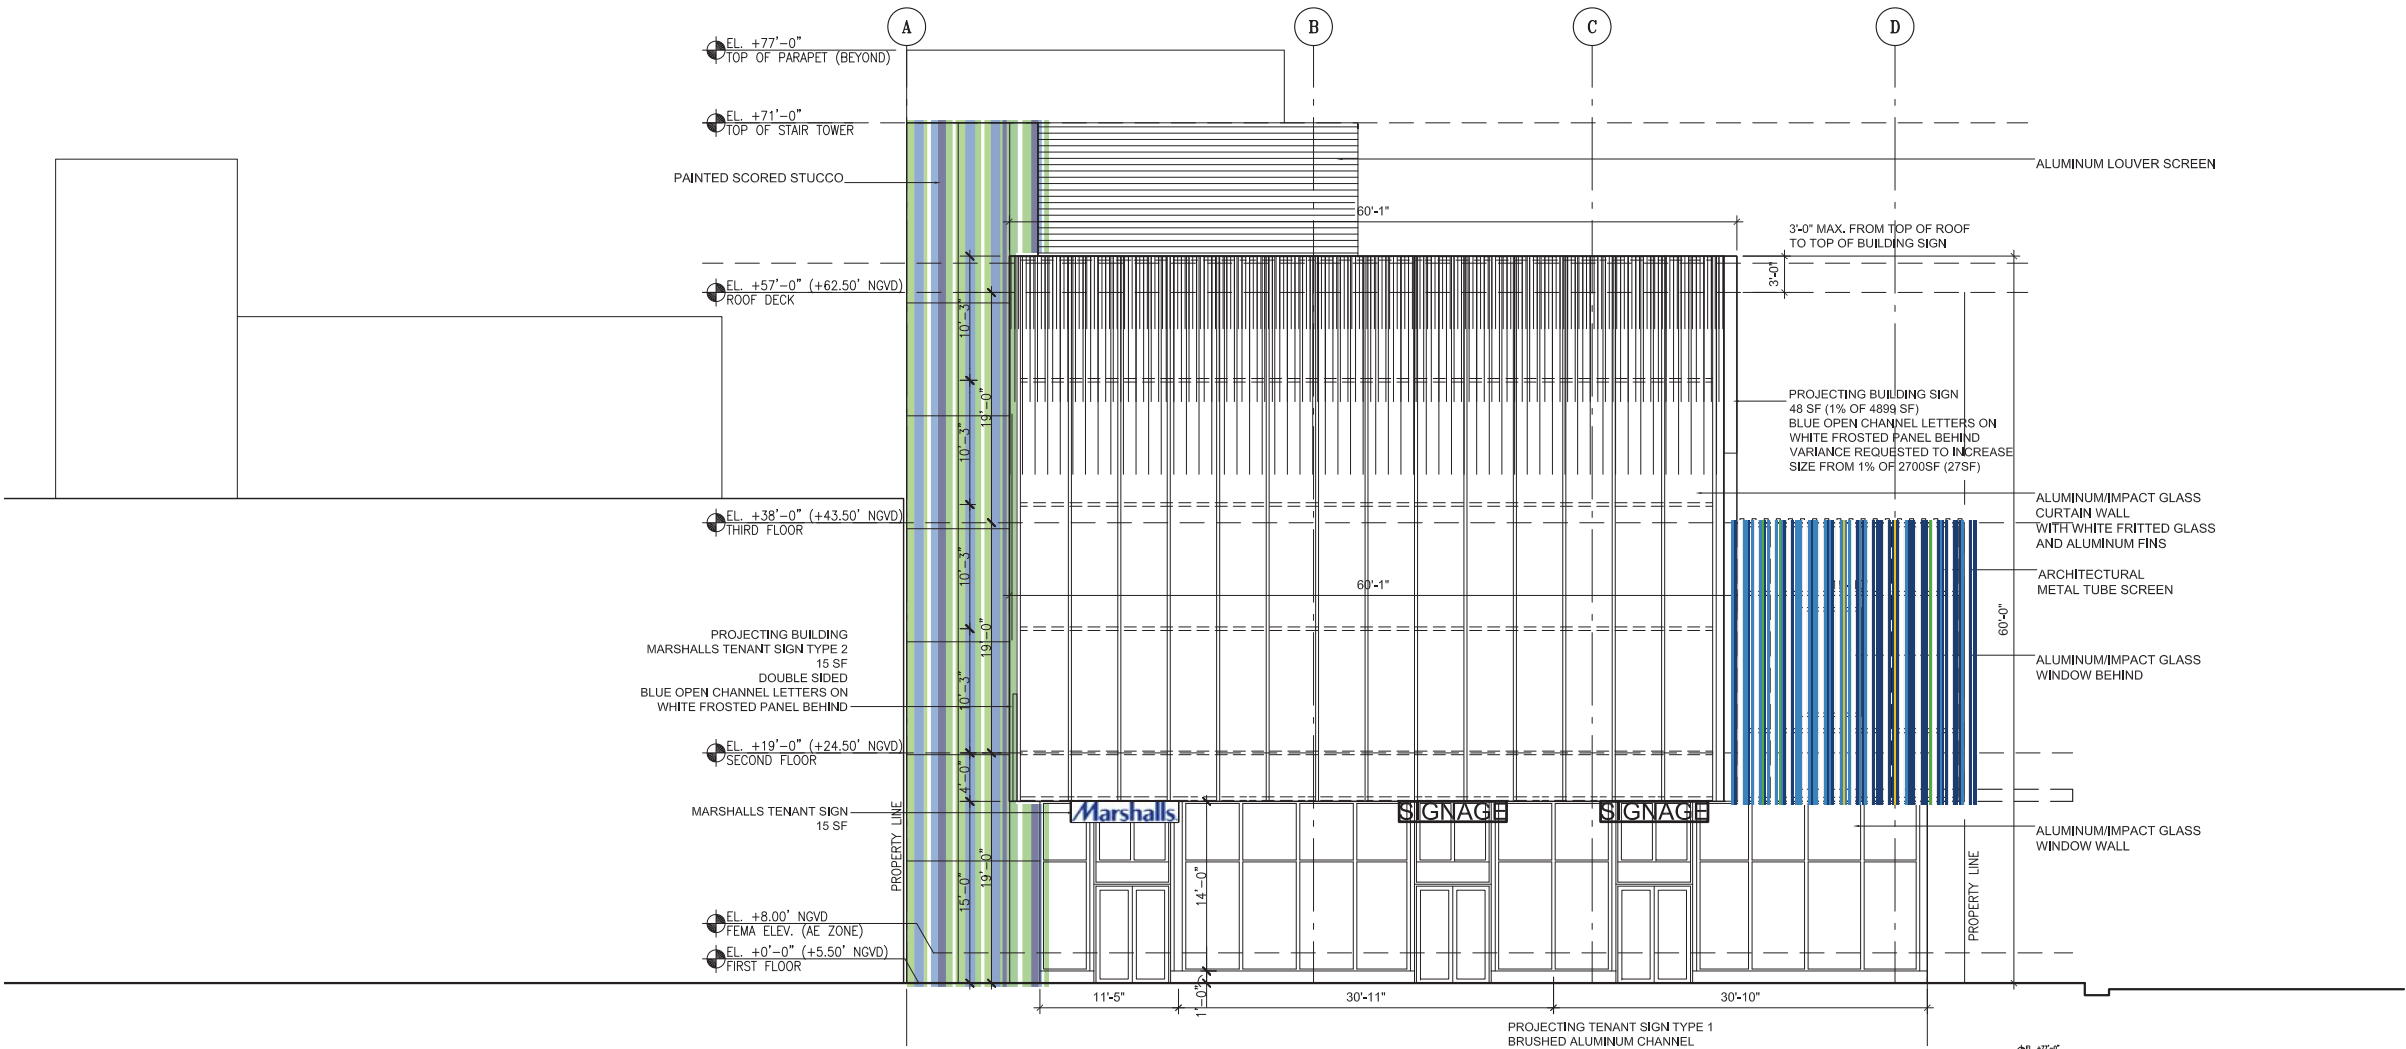 A
B
C
D
EL. +77'-0"
TOP OF PARAPET (BEYOND)
EL. +71'-0"
TOP OF STAIR TOWER
PAINTED SCORED STUCCO
ALUMINUM LOUVER SCREEN
60'-1"
3'-0" MAX. FROM TOP OF ROOF
TO TOP OF BUILDING SIGN
3'-0"
EL. +57'-0" (+62.50' NGVD)
ROOF DECK
10'-3"
19'-0"
10'-3"
PROJECTING BUILDING SIGN
48 SF (1% OF 4899 SF)
BLUE OPEN CHANNEL LETTERS ON
WHITE FROSTED PANEL BEHIND
VARIANCE REQUESTED TO INCREASE
SIZE FROM 1% OF 2700SF (27SF)
ALUMINUM/IMPACT GLASS
CURTAIN WALL
WITH WHITE FRITTED GLASS
AND ALUMINUM FINS
EL. +38'-0" (+43.50' NGVD)
THIRD FLOOR
10'-3"
60'-1"
ARCHITECTURAL
METAL TUBE SCREEN
60'-0"
PROJECTING BUILDING
MARSHALLS TENANT SIGN TYPE 2
15 SF
DOUBLE SIDED
BLUE OPEN CHANNEL LETTERS ON
WHITE FROSTED PANEL BEHIND
19'-0"
10'-3"
ALUMINUM/IMPACT GLASS
WINDOW BEHIND
EL. +19'-0" (+24.50' NGVD)
SECOND FLOOR
4'-0"
MARSHALLS TENANT SIGN
15 SF
Marshalls
SIGNAGE
SIGNAGE
ALUMINUM/IMPACT GLASS
WINDOW WALL
PROPERTY LINE
15'-0"
19'-0"
14'-0"
PROPERTY LINE
EL. +8.00' NGVD
FEMA ELEV. (AE ZONE)
EL. +0'-0" (+5.50' NGVD)
FIRST FLOOR
11'-5"
1'-0"
30'-11"
30'-10"
PROJECTING TENANT SIGN TYPE 1
BRUSHED ALUMINUM CHANNEL